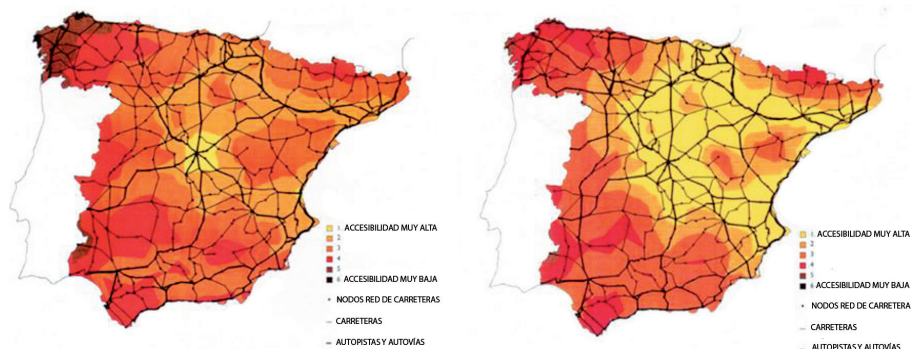 1. ACCESIBILIDAD MUY ALTA
2
3
4
5
6 ACCESIBILIDAD MUY BAJA
NODOS RED DE CARRETERAS
CARRETERAS
AUTOPISTAS Y AUTOVÍAS
1. ACCESIBILIDAD MUY ALTA
2
3
4
5
6 ACCESIBILIDAD MUY BAJA
NODOS RED DE CARRETERA
CARRETERAS
AUTOPISTAS Y AUTOVÍAS